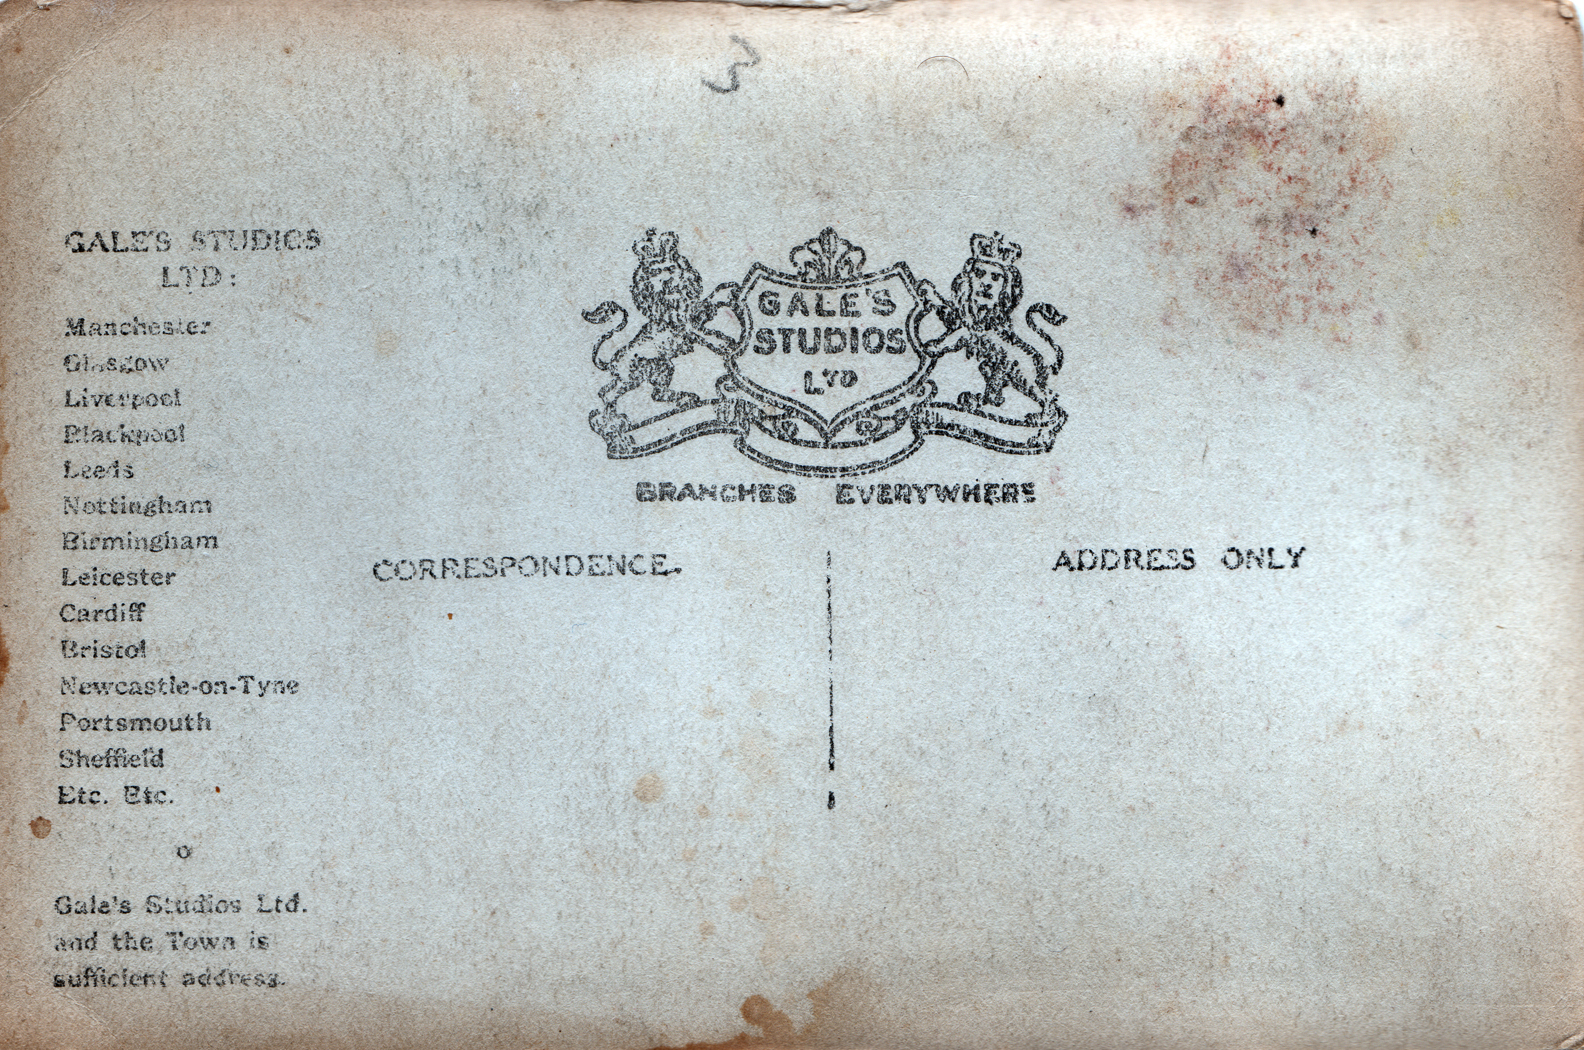 3
GALE'S STUDIOS
LTD:
Manchester
Glasgow
Liverpool
Blackpool
Leeds
Nottingham
Birmingham
Leicester
Cardiff
Bristol
Newcastle-on-Tyne
Portsmouth
Sheffield
Etc. Etc.
o
Gale's Studios Ltd.
and the Town is
sufficient address.
GALE'S
STUDIOS
LTD
BRANCHES EVERYWHERE
CORRESPONDENCE.
ADDRESS ONLY